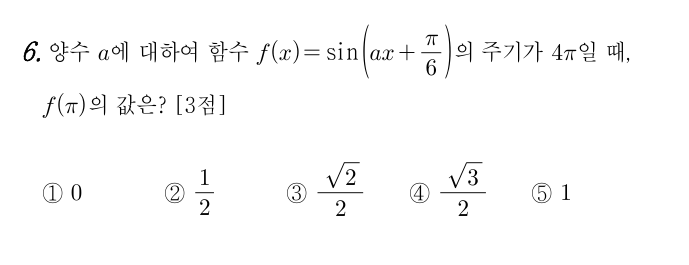 6. 양수 a에 대하여 함수 f(x)=sin(ax+π/6)의 주기가 4π일 때,
f(π)의 값은? [3점]
① 0 ② 1/2 ③ √2/2 ④ √3/2 ⑤ 1